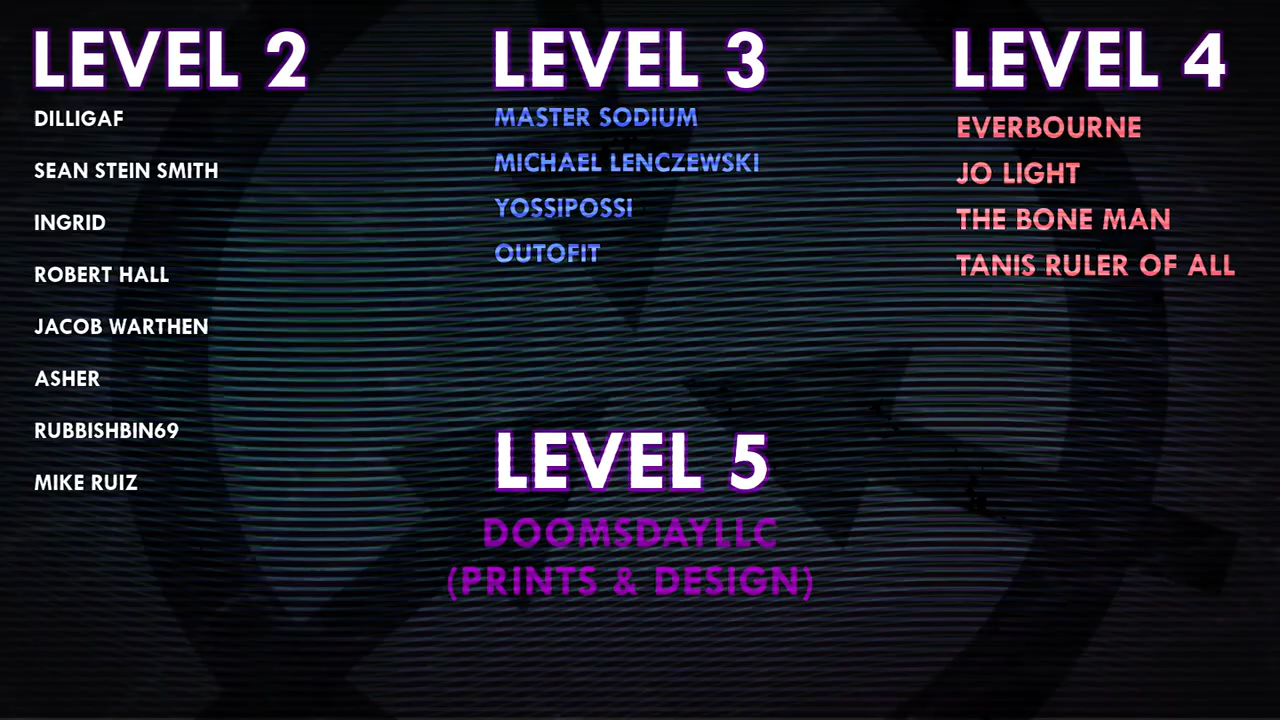 LEVEL 2
DILLIGAF
SEAN STEIN SMITH
INGRID
ROBERT HALL
JACOB WARTHEN
ASHER
RUBBISHBIN69
MIKE RUIZ
LEVEL 3
MASTER SODIUM
MICHAEL LENCZEWSKI
YOSSIPOSSI
OUTOFIT
LEVEL 4
EVERBOURNE
JO LIGHT
THE BONE MAN
TANIS RULER OF ALL
LEVEL 5
DOOMSDAYLLC
(PRINTS & DESIGN)